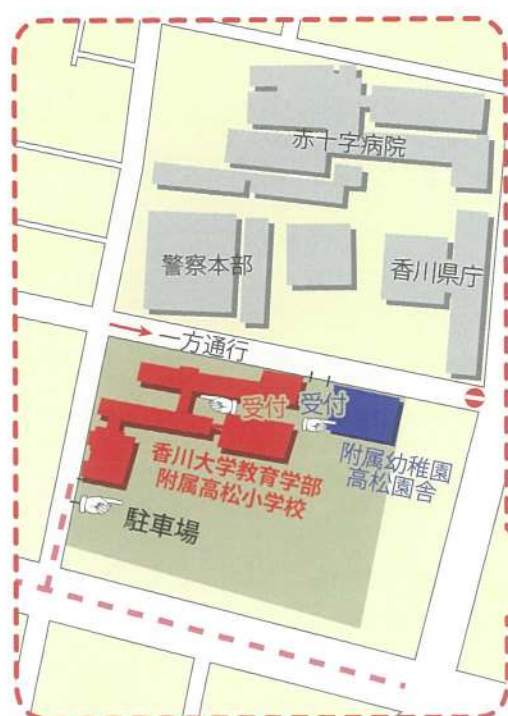 赤十字病院
警察本部
香川県庁
一方通行
受付
受付
附属幼稚園
高松園舎
香川大学教育学部
附属高松小学校
駐車場